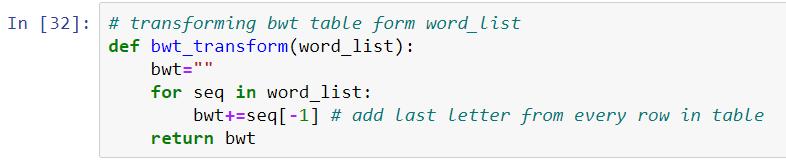 In [32]: # transforming bwt table form word_list
def bwt_transform(word_list):
    bwt=""
    for seq in word_list:
        bwt+=seq[-1] # add last letter from every row in table
    return bwt